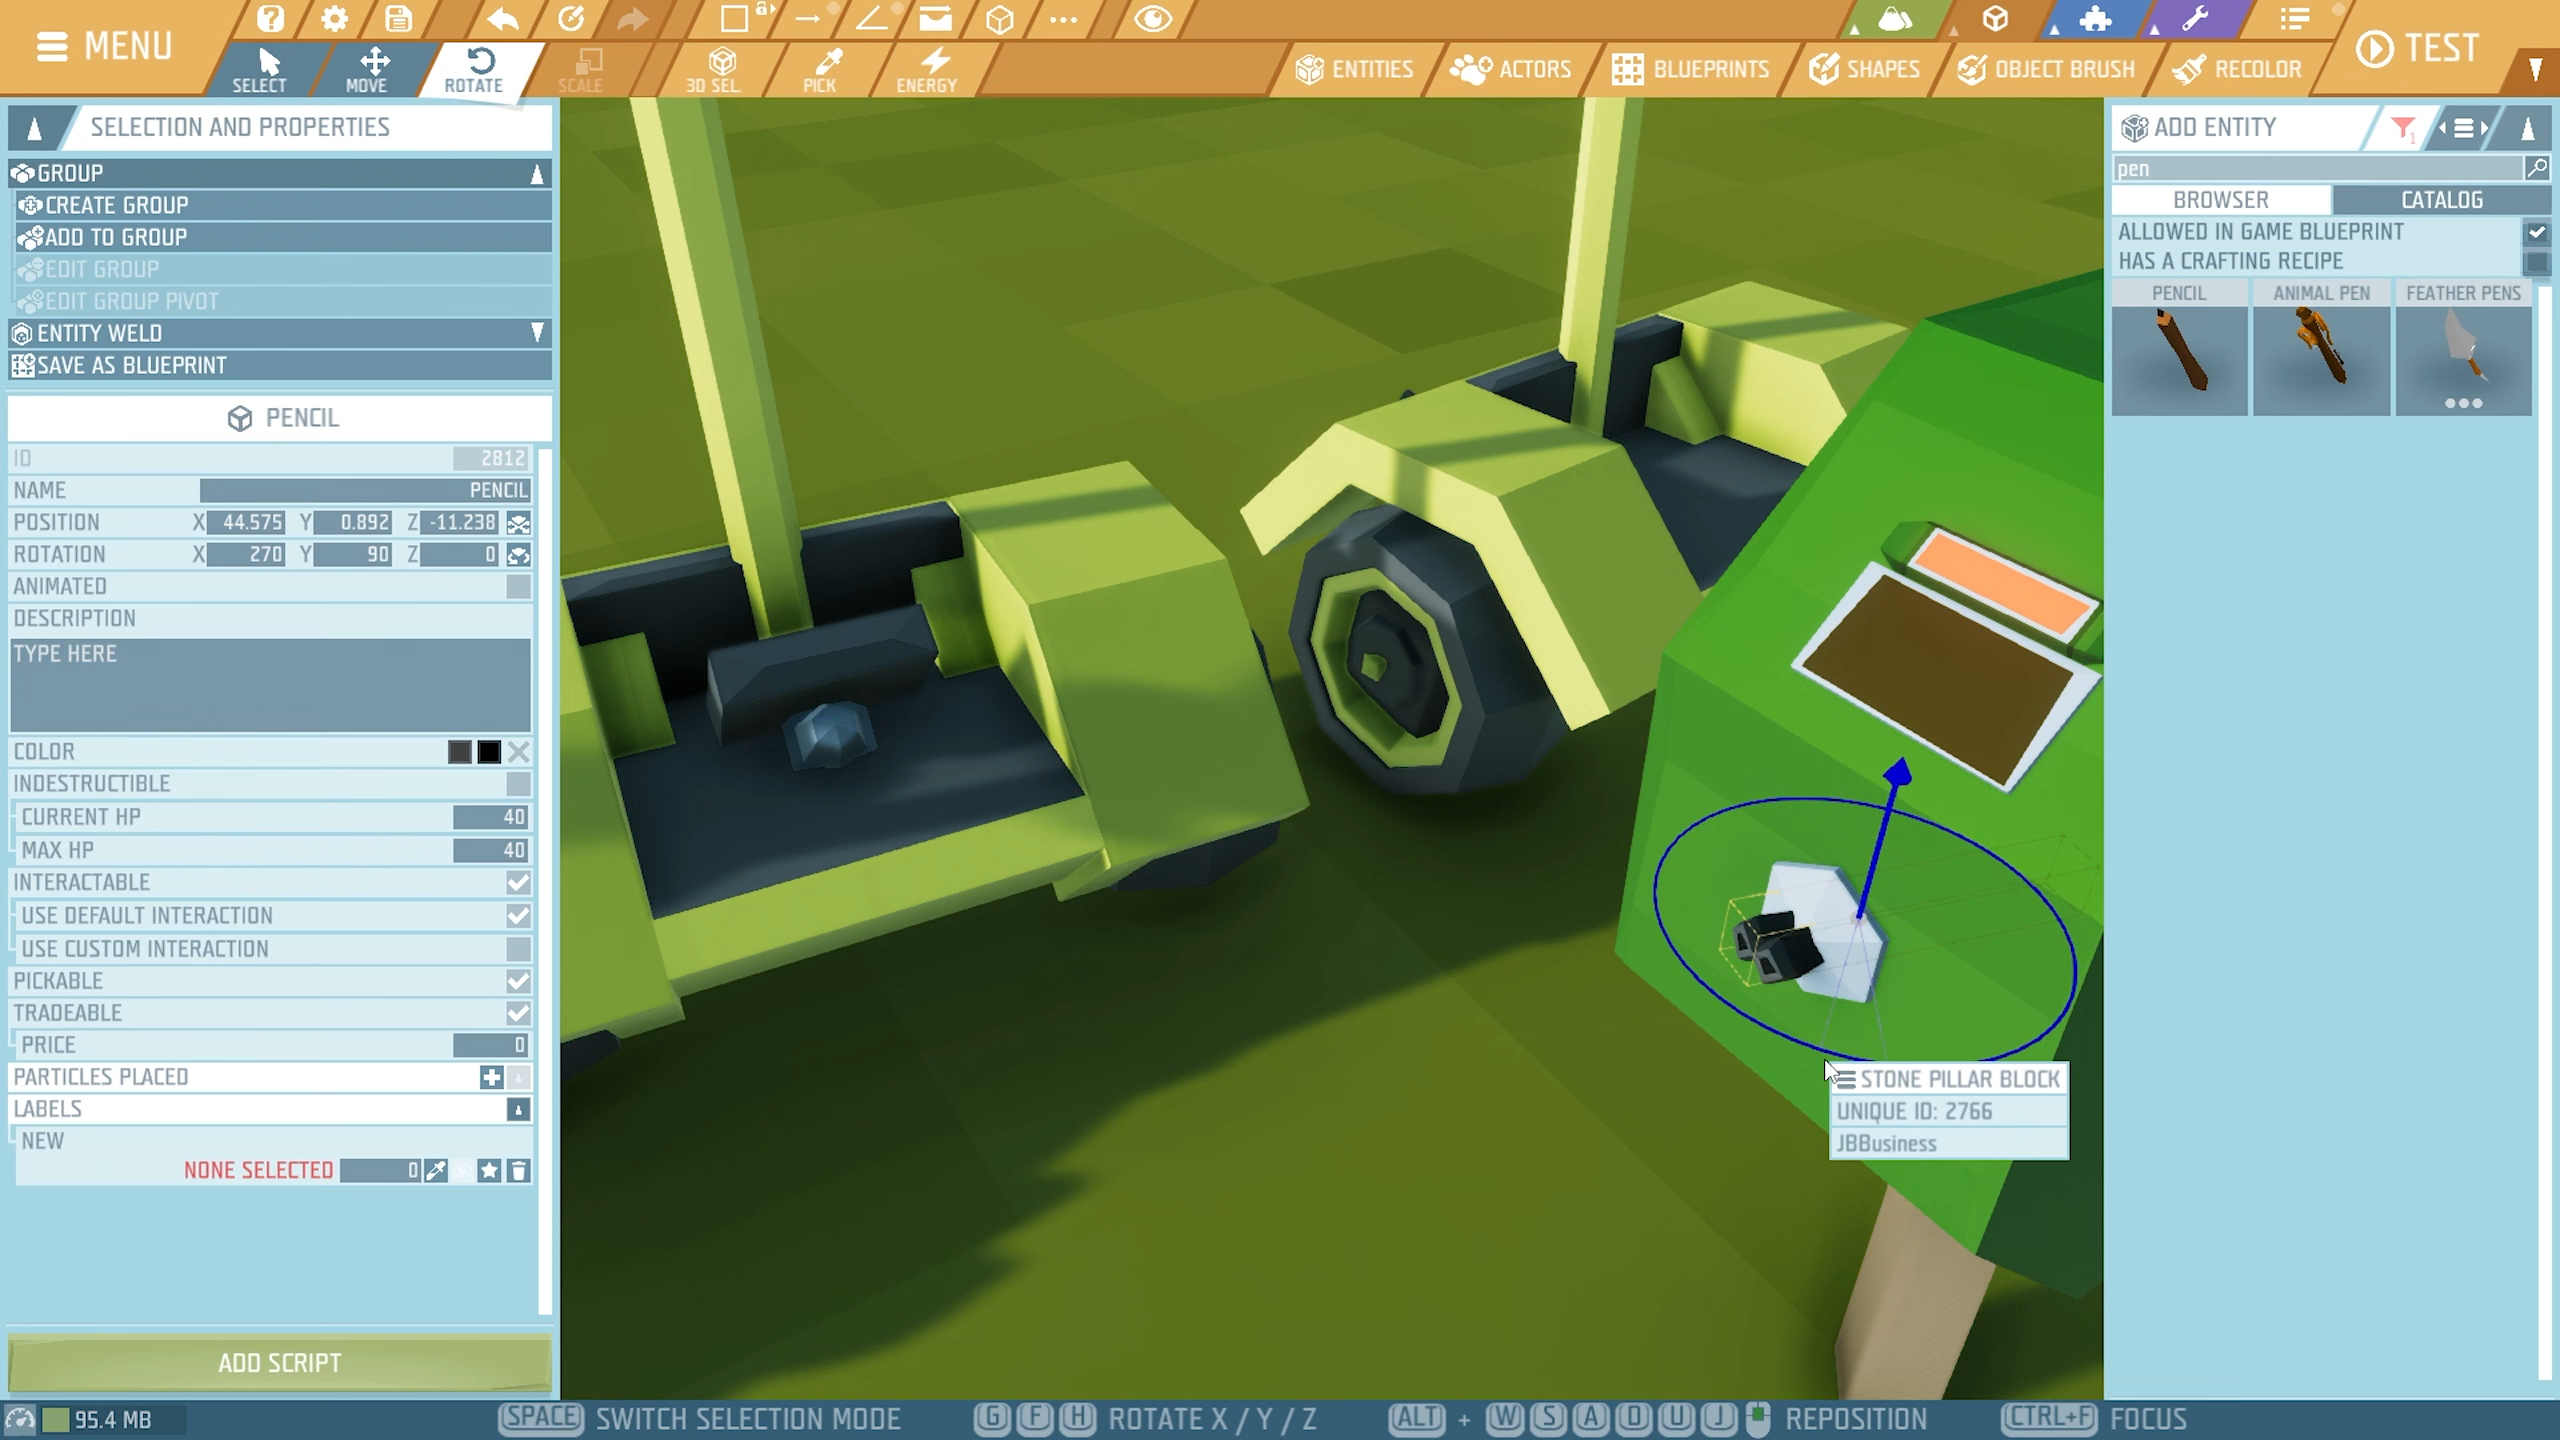 MENU
SELECT
MOVE
ROTATE
SCALE
3D SEL.
PICK
ENERGY
ENTITIES
ACTORS
BLUEPRINTS
SHAPES
OBJECT BRUSH
RECOLOR
TEST
SELECTION AND PROPERTIES
GROUP
CREATE GROUP
ADD TO GROUP
EDIT GROUP
EDIT GROUP PIVOT
ENTITY WELD
SAVE AS BLUEPRINT
PENCIL
ID 2812
NAME PENCIL
POSITION X 44.575 Y 0.892 Z -11.238
ROTATION X 270 Y 90 Z 0
ANIMATED
DESCRIPTION
TYPE HERE
COLOR
INDESTRUCTIBLE
CURRENT HP 40
MAX HP 40
INTERACTABLE
USE DEFAULT INTERACTION
USE CUSTOM INTERACTION
PICKABLE
TRADEABLE
PRICE 0
PARTICLES PLACED
LABELS
NEW
NONE SELECTED 0
ADD SCRIPT
STONE PILLAR BLOCK
UNIQUE ID: 2766
JBBusiness
ADD ENTITY
1
pen
BROWSER CATALOG
ALLOWED IN GAME BLUEPRINT
HAS A CRAFTING RECIPE
PENCIL ANIMAL PEN FEATHER PENS
95.4 MB
SPACE SWITCH SELECTION MODE
G F H ROTATE X / Y / Z
ALT + W S A D U J REPOSITION
CTRL+F FOCUS